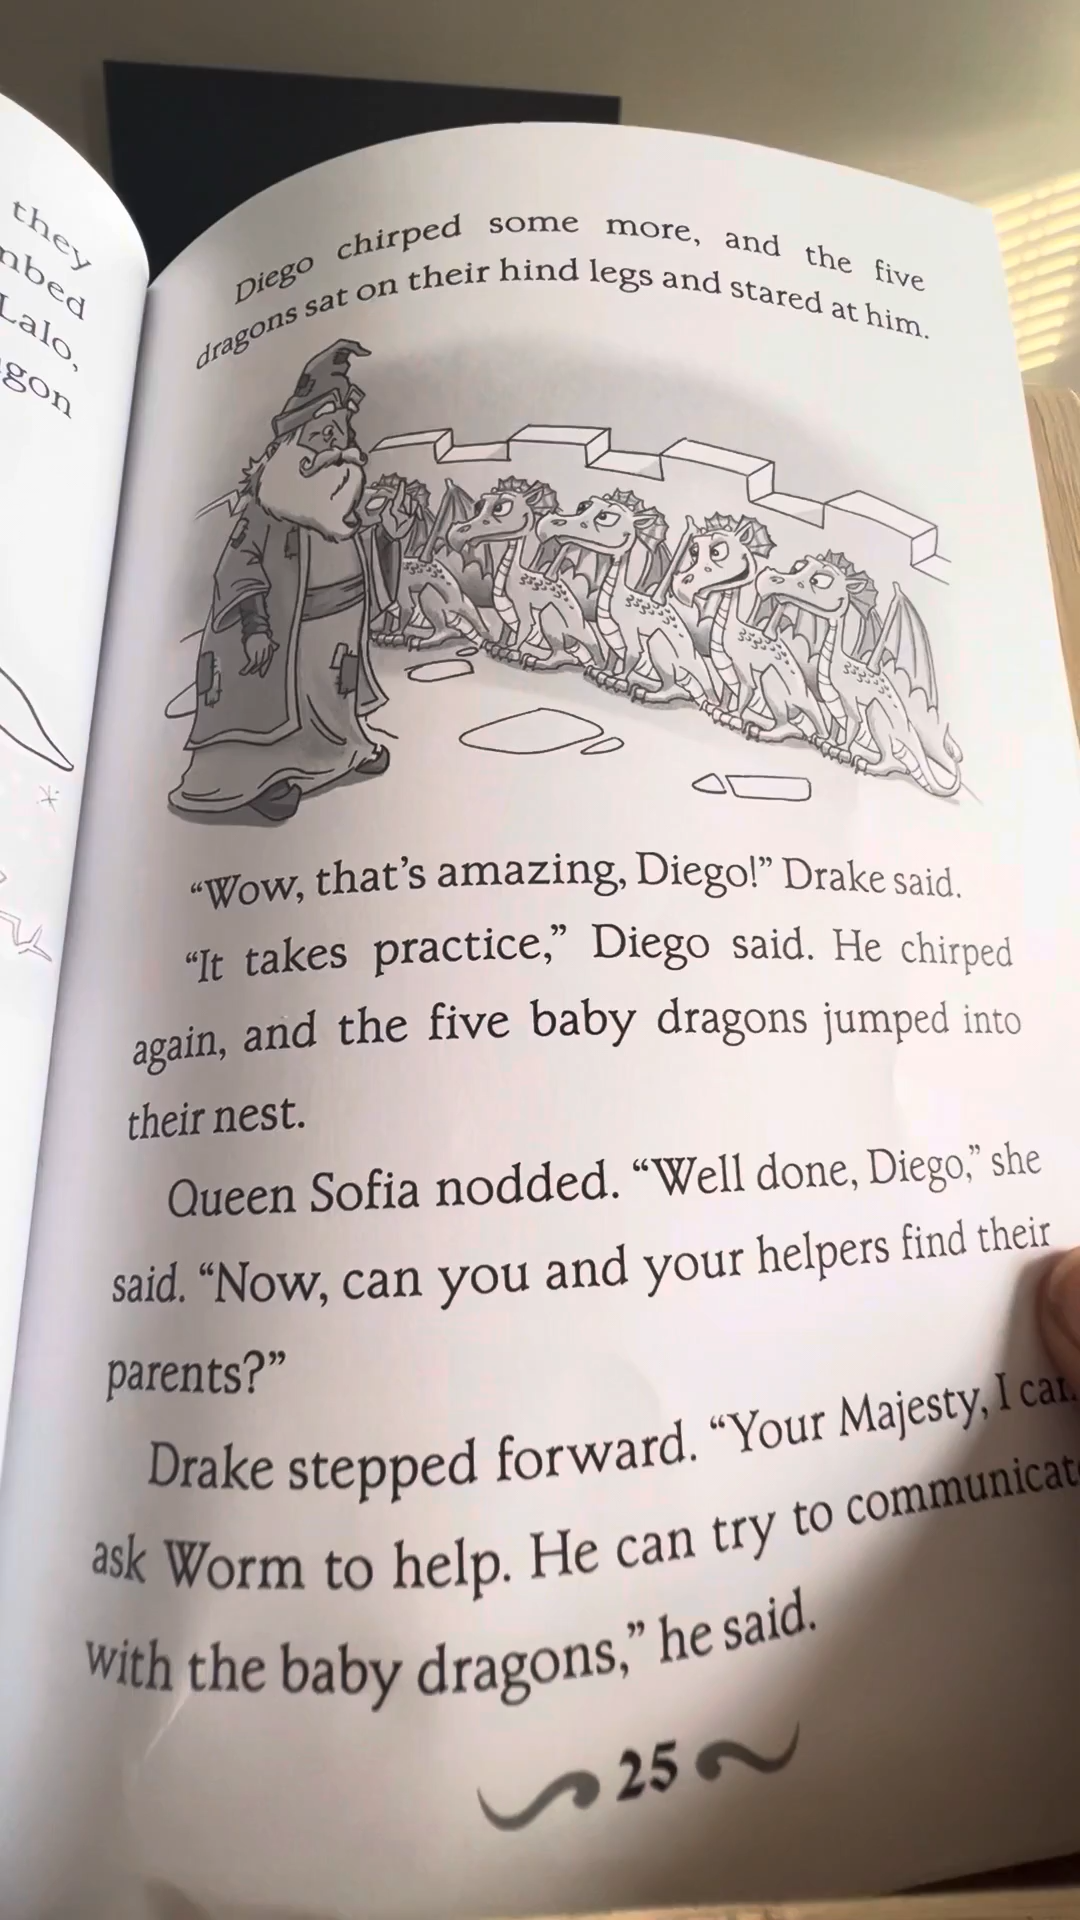 they
mbed
Lalo,
gon
Diego chirped some more, and the five
dragons sat on their hind legs and stared at him.
“Wow, that’s amazing, Diego!” Drake said.
“It takes practice,” Diego said. He chirped
again, and the five baby dragons jumped into
their nest.
Queen Sofia nodded. “Well done, Diego,” she
said. “Now, can you and your helpers find their
parents?”
Drake stepped forward. “Your Majesty, I can
ask Worm to help. He can try to communicate
with the baby dragons,” he said.
25